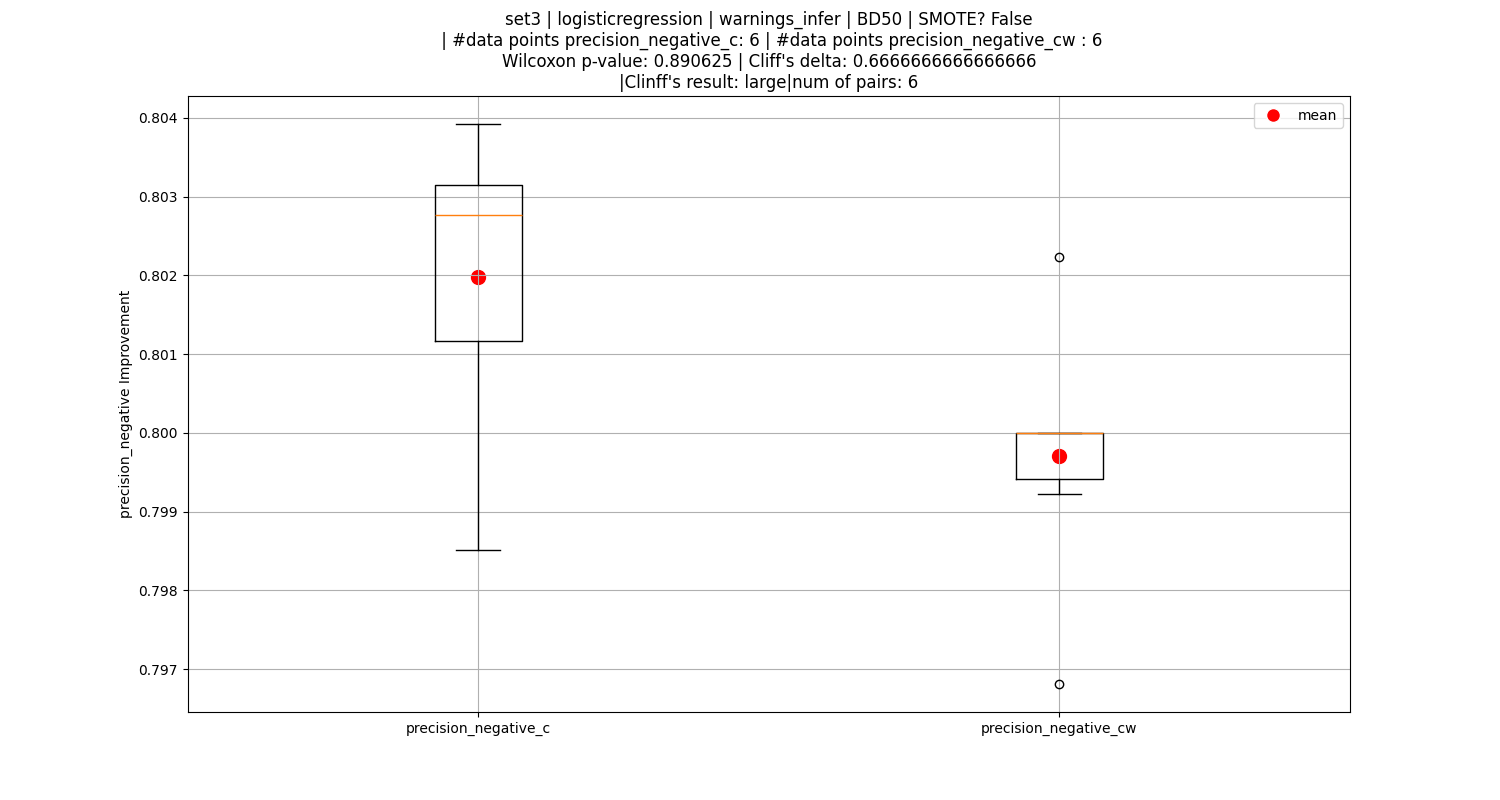 set3 | logisticregression | warnings_infer | BD50 | SMOTE? False
| #data points precision_negative_c: 6 | #data points precision_negative_cw : 6
Wilcoxon p-value: 0.890625 | Cliff's delta: 0.6666666666666666
|Clinff's result: large|num of pairs: 6
mean
0.804
0.803
0.802
0.801
0.800
0.799
0.798
0.797
precision_negative Improvement
precision_negative_c
precision_negative_cw